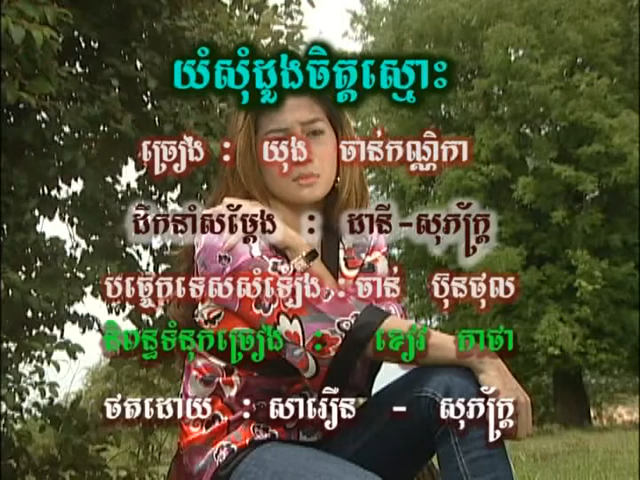 យំសុំដួងចិត្តស្មោះ
ច្រៀង : យុង ចាន់កណ្ណិកា
ដឹកនាំសម្តែង : ដានី - សុភ័ក្ត្រ
បច្ចេកទេសសំឡេង : ចាន់ ប៊ុនថុល
និពន្ធទំនុកច្រៀង : ខៀវ កាថា
ថតដោយ : សារឿន - សុភ័ក្ត្រ